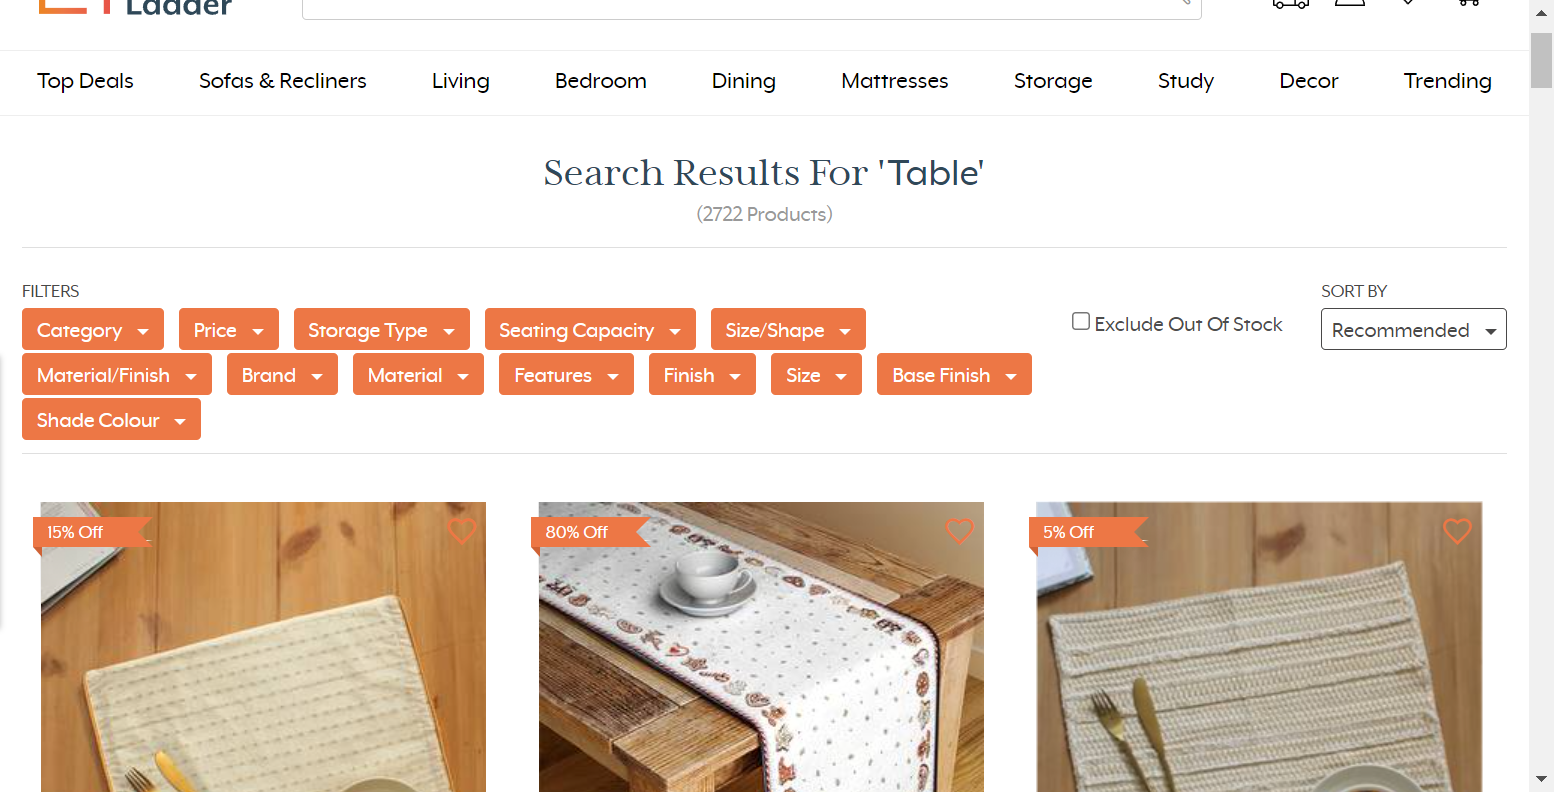 Ladder
Top Deals Sofas & Recliners Living Bedroom Dining Mattresses Storage Study Decor Trending
Search Results For 'Table'
(2722 Products)
FILTERS
SORT BY
Category Price Storage Type Seating Capacity Size/Shape
Exclude Out Of Stock
Recommended
Material/Finish Brand Material Features Finish Size Base Finish
Shade Colour
15% Off
80% Off
5% Off